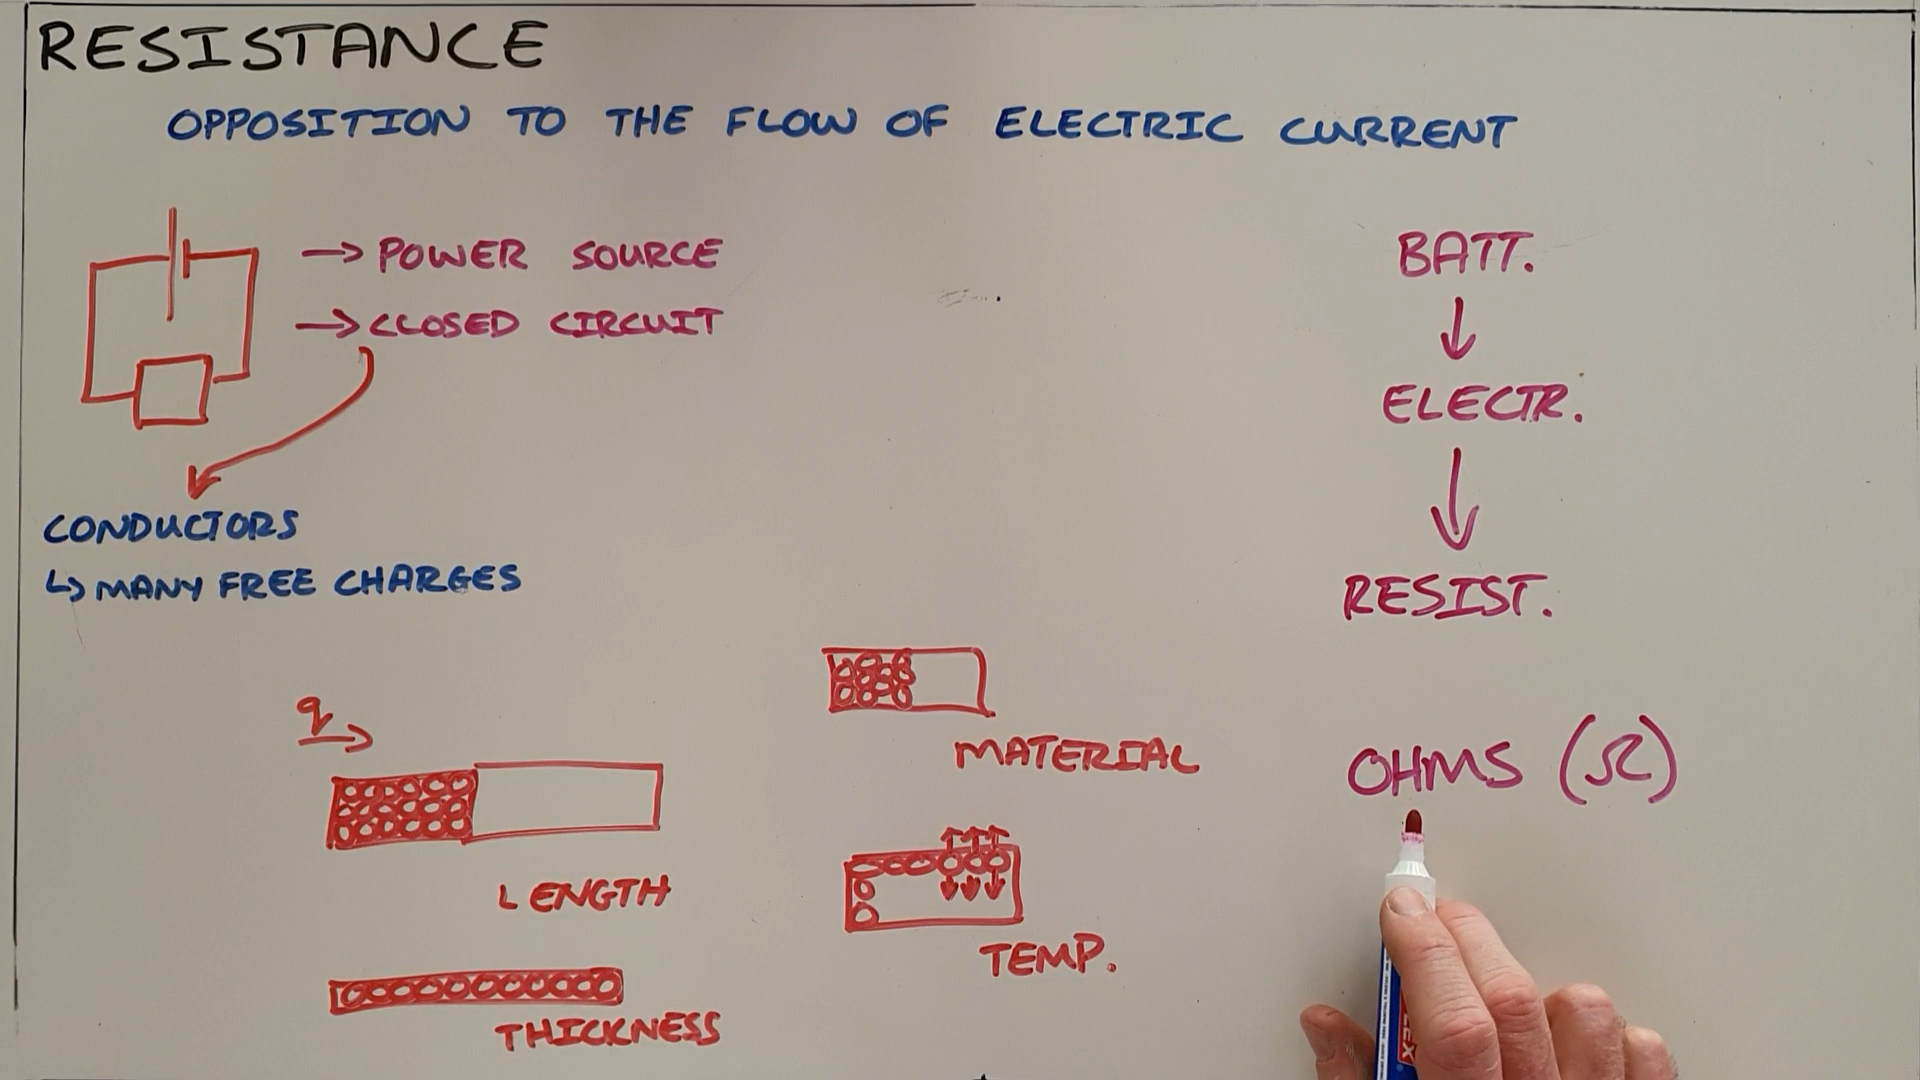 RESISTANCE
OPPOSITION TO THE FLOW OF ELECTRIC CURRENT
→ POWER SOURCE
→ CLOSED CIRCUIT
CONDUCTORS
↳ MANY FREE CHARGES
q
LENGTH
THICKNESS
MATERIAL
TEMP.
BATT.
↓
ELECTR.
↓
RESIST.
OHMS (Ω)